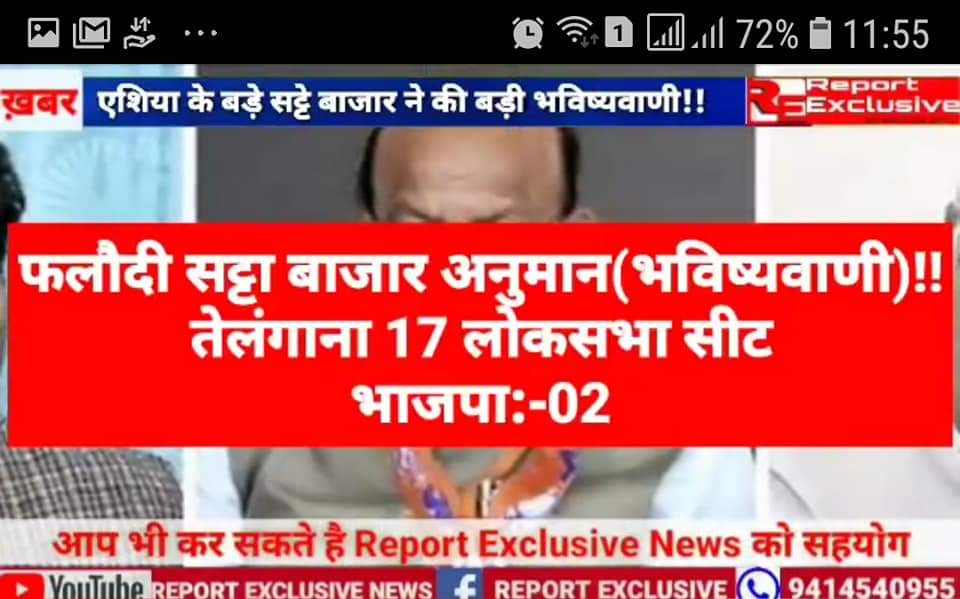 72% 11:55
ख़बर एशिया के बड़े सट्टे बाजार ने की बड़ी भविष्यवाणी!! RS Report Exclusive
फलौदी सट्टा बाजार अनुमान(भविष्यवाणी)!!
तेलंगाना 17 लोकसभा सीट
भाजपा:-02
आप भी कर सकते है Report Exclusive News को सहयोग
YouTube REPORT EXCLUSIVE NEWS f REPORT EXCLUSIVE 9414540955